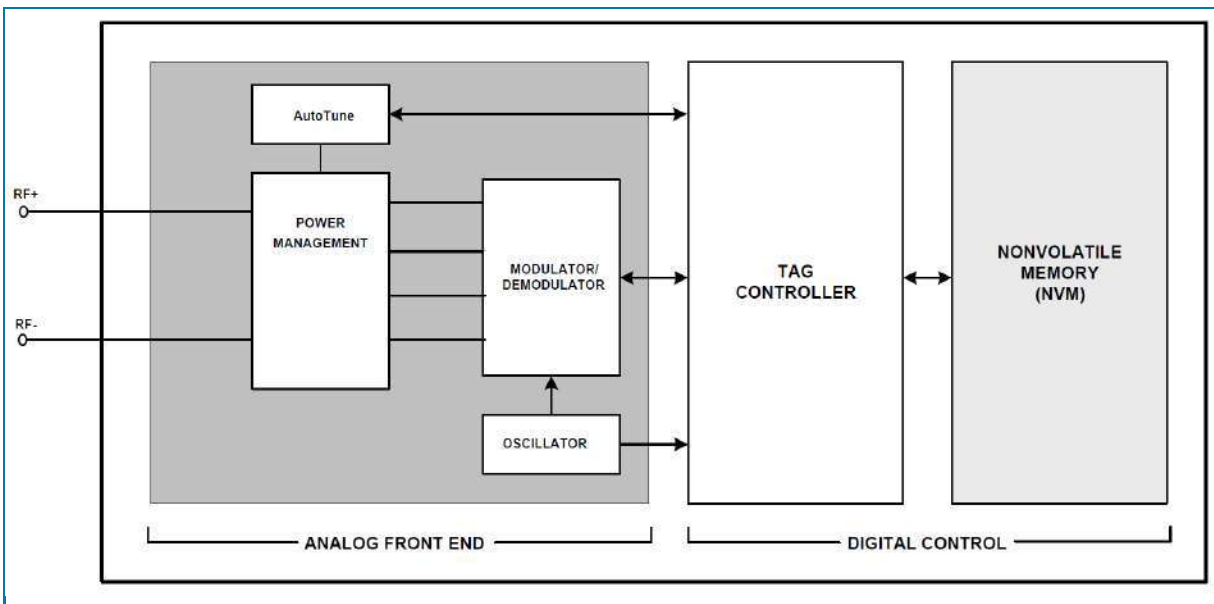 AutoTune
RF+
POWER
MANAGEMENT
MODULATOR/
DEMODULATOR
TAG
CONTROLLER
NONVOLATILE
MEMORY
(NVM)
RF-
OSCILLATOR
ANALOG FRONT END
DIGITAL CONTROL